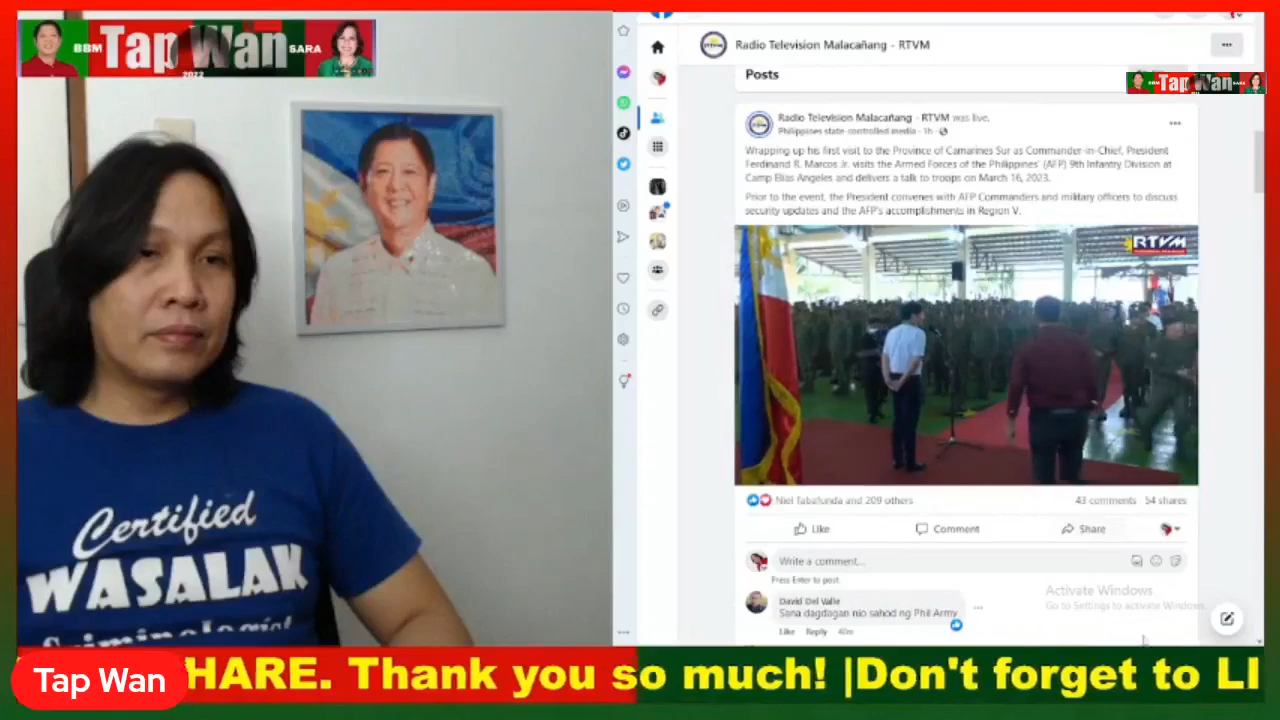 BBM Tap Wan SARA
2022
Certified
WASALAK
Criminologist
Radio Television Malacañang - RTVM
Posts
BBM Tap Wan SARA
Radio Television Malacañang - RTVM was live.
Philippines state-controlled media · 1h ·
Wrapping up his first visit to the Province of Camarines Sur as Commander-in-Chief, President
Ferdinand R. Marcos Jr. visits the Armed Forces of the Philippines' (AFP) 9th Infantry Division at
Camp Elias Angeles and delivers a talk to troops on March 16, 2023.
Prior to the event, the President convenes with AFP Commanders and military officers to discuss
security updates and the AFP's accomplishments in Region V.
RTVM
Niel Tabafunda and 209 others
43 comments 54 shares
Like Comment Share
Write a comment...
Press Enter to post.
David Del Valle
Sana dagdagan nio sahod ng Phil Army
Like Reply 40m
Activate Windows
Go to Settings to activate Windows.
Tap Wan
HARE. Thank you so much! |Don't forget to LI